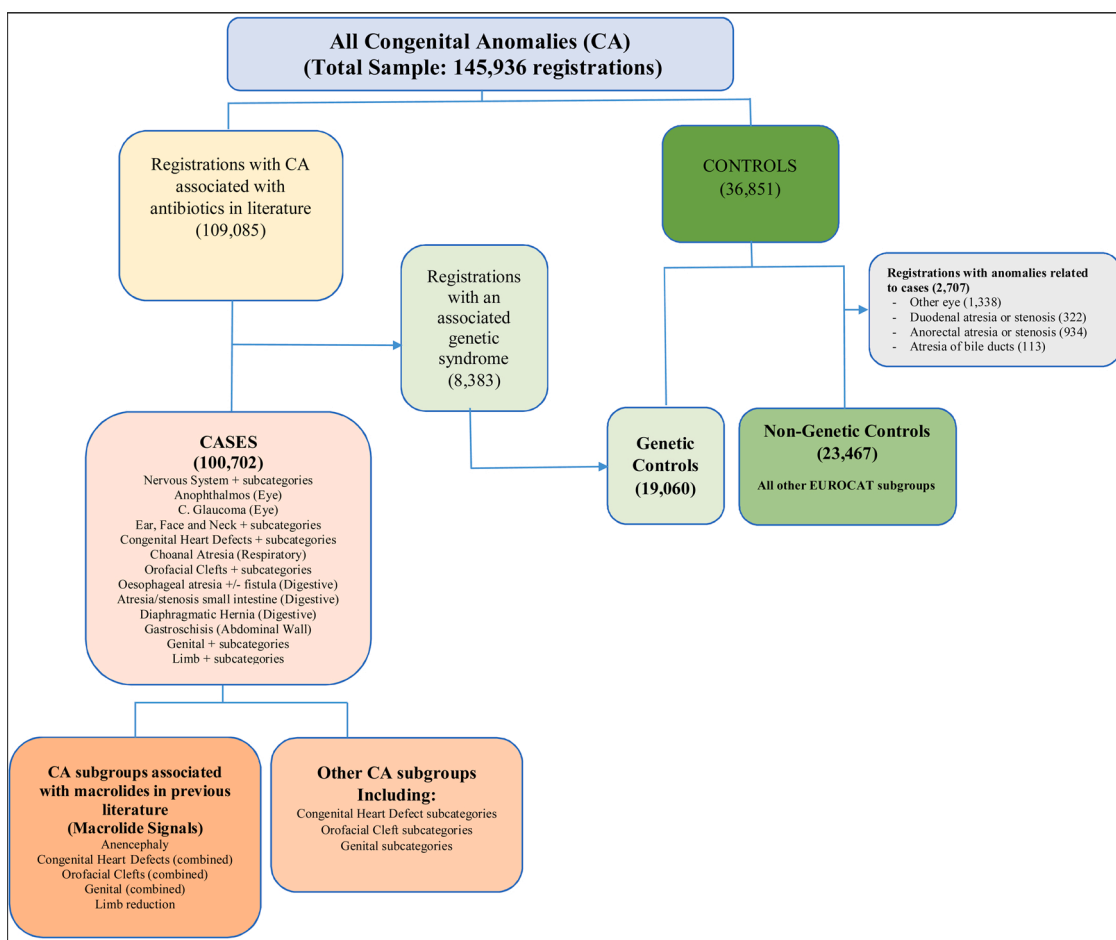 All Congenital Anomalies (CA)
(Total Sample: 145,936 registrations)
Registrations with CA
associated with
antibiotics in literature
(109,085)
CONTROLS
(36,851)
Registrations
with an
associated
genetic
syndrome
(8,383)
Registrations with anomalies related
to cases (2,707)
- Other eye (1,338)
- Duodenal atresia or stenosis (322)
- Anorectal atresia or stenosis (934)
- Atresia of bile ducts (113)
CASES
(100,702)
Nervous System + subcategories
Anophthalmos (Eye)
C. Glaucoma (Eye)
Ear, Face and Neck + subcategories
Congenital Heart Defects + subcategories
Choanal Atresia (Respiratory)
Orofacial Clefts + subcategories
Oesophageal atresia +/- fistula (Digestive)
Atresia/stenosis small intestine (Digestive)
Diaphragmatic Hernia (Digestive)
Gastroschisis (Abdominal Wall)
Genital + subcategories
Limb + subcategories
Genetic
Controls
(19,060)
Non-Genetic Controls
(23,467)
All other EUROCAT subgroups
CA subgroups associated
with macrolides in previous
literature
(Macrolide Signals)
Anencephaly
Congenital Heart Defects (combined)
Orofacial Clefts (combined)
Genital (combined)
Limb reduction
Other CA subgroups
Including:
Congenital Heart Defect subcategories
Orofacial Cleft subcategories
Genital subcategories